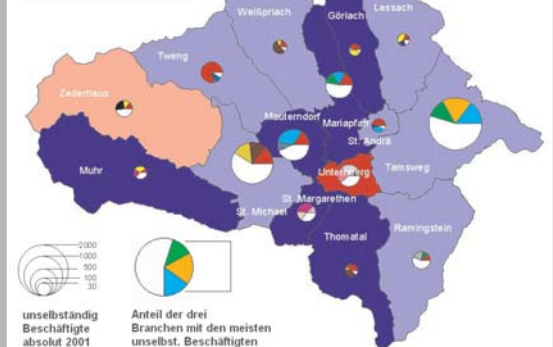 Weißpriach
Göriach
Lessach
Tweng
Zederhaus
Mauterndorf
Mariapfarr
St. Andrä
Muhr
Unternberg
Tamsweg
St. Margarethen
St. Michael
Ramingstein
Thomatal
2000
1000
500
100
30
unselbständig
Beschäftigte
absolut 2001
Anteil der drei
Branchen mit den meisten
unselbst. Beschäftigten